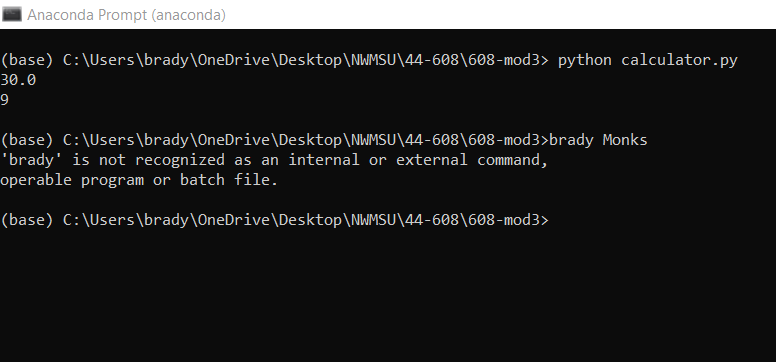 Anaconda Prompt (anaconda)
(base) C:\Users\brady\OneDrive\Desktop\NWMSU\44-608\608-mod3> python calculator.py
30.0
9
(base) C:\Users\brady\OneDrive\Desktop\NWMSU\44-608\608-mod3>brady Monks
'brady' is not recognized as an internal or external command,
operable program or batch file.
(base) C:\Users\brady\OneDrive\Desktop\NWMSU\44-608\608-mod3>